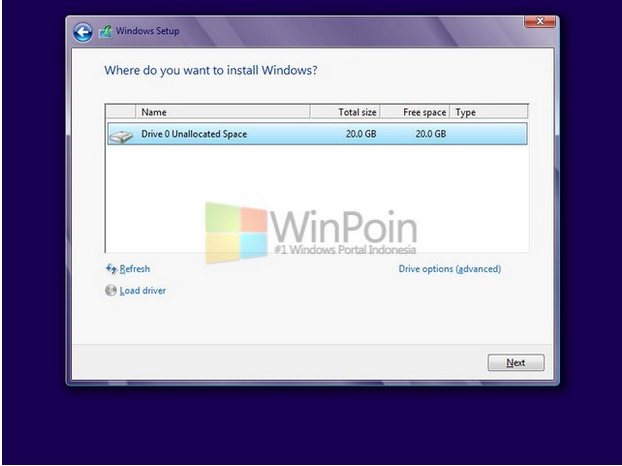 Windows Setup
Where do you want to install Windows?
Name Total size Free space Type
Drive 0 Unallocated Space 20.0 GB 20.0 GB
WinPoin
#1 Windows Portal Indonesia
Refresh Drive options (advanced)
Load driver
Next